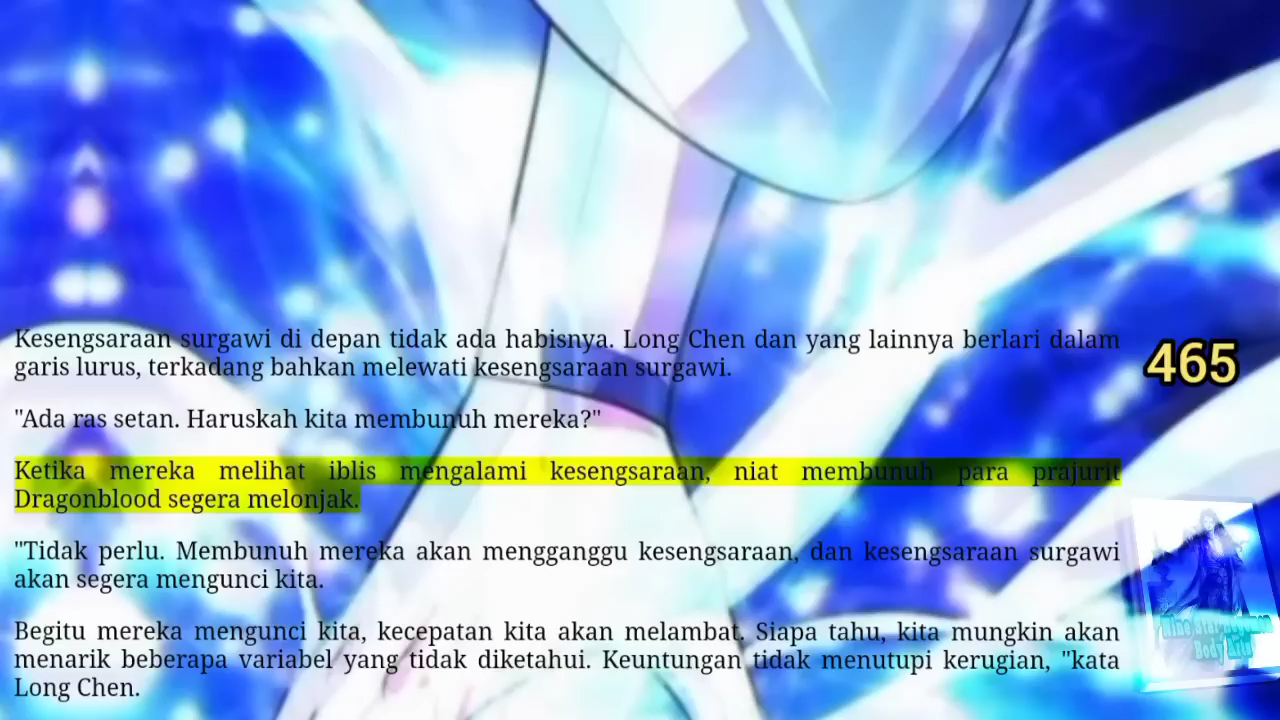 Kesengsaraan surgawi di depan tidak ada habisnya. Long Chen dan yang lainnya berlari dalam
garis lurus, terkadang bahkan melewati kesengsaraan surgawi.
465
"Ada ras setan. Haruskah kita membunuh mereka?"
Ketika mereka melihat iblis mengalami kesengsaraan, niat membunuh para prajurit
Dragonblood segera melonjak.
"Tidak perlu. Membunuh mereka akan mengganggu kesengsaraan, dan kesengsaraan surgawi
akan segera mengunci kita.
Begitu mereka mengunci kita, kecepatan kita akan melambat. Siapa tahu, kita mungkin akan
menarik beberapa variabel yang tidak diketahui. Keuntungan tidak menutupi kerugian, "kata
Long Chen.
Nine Star
Body Arts